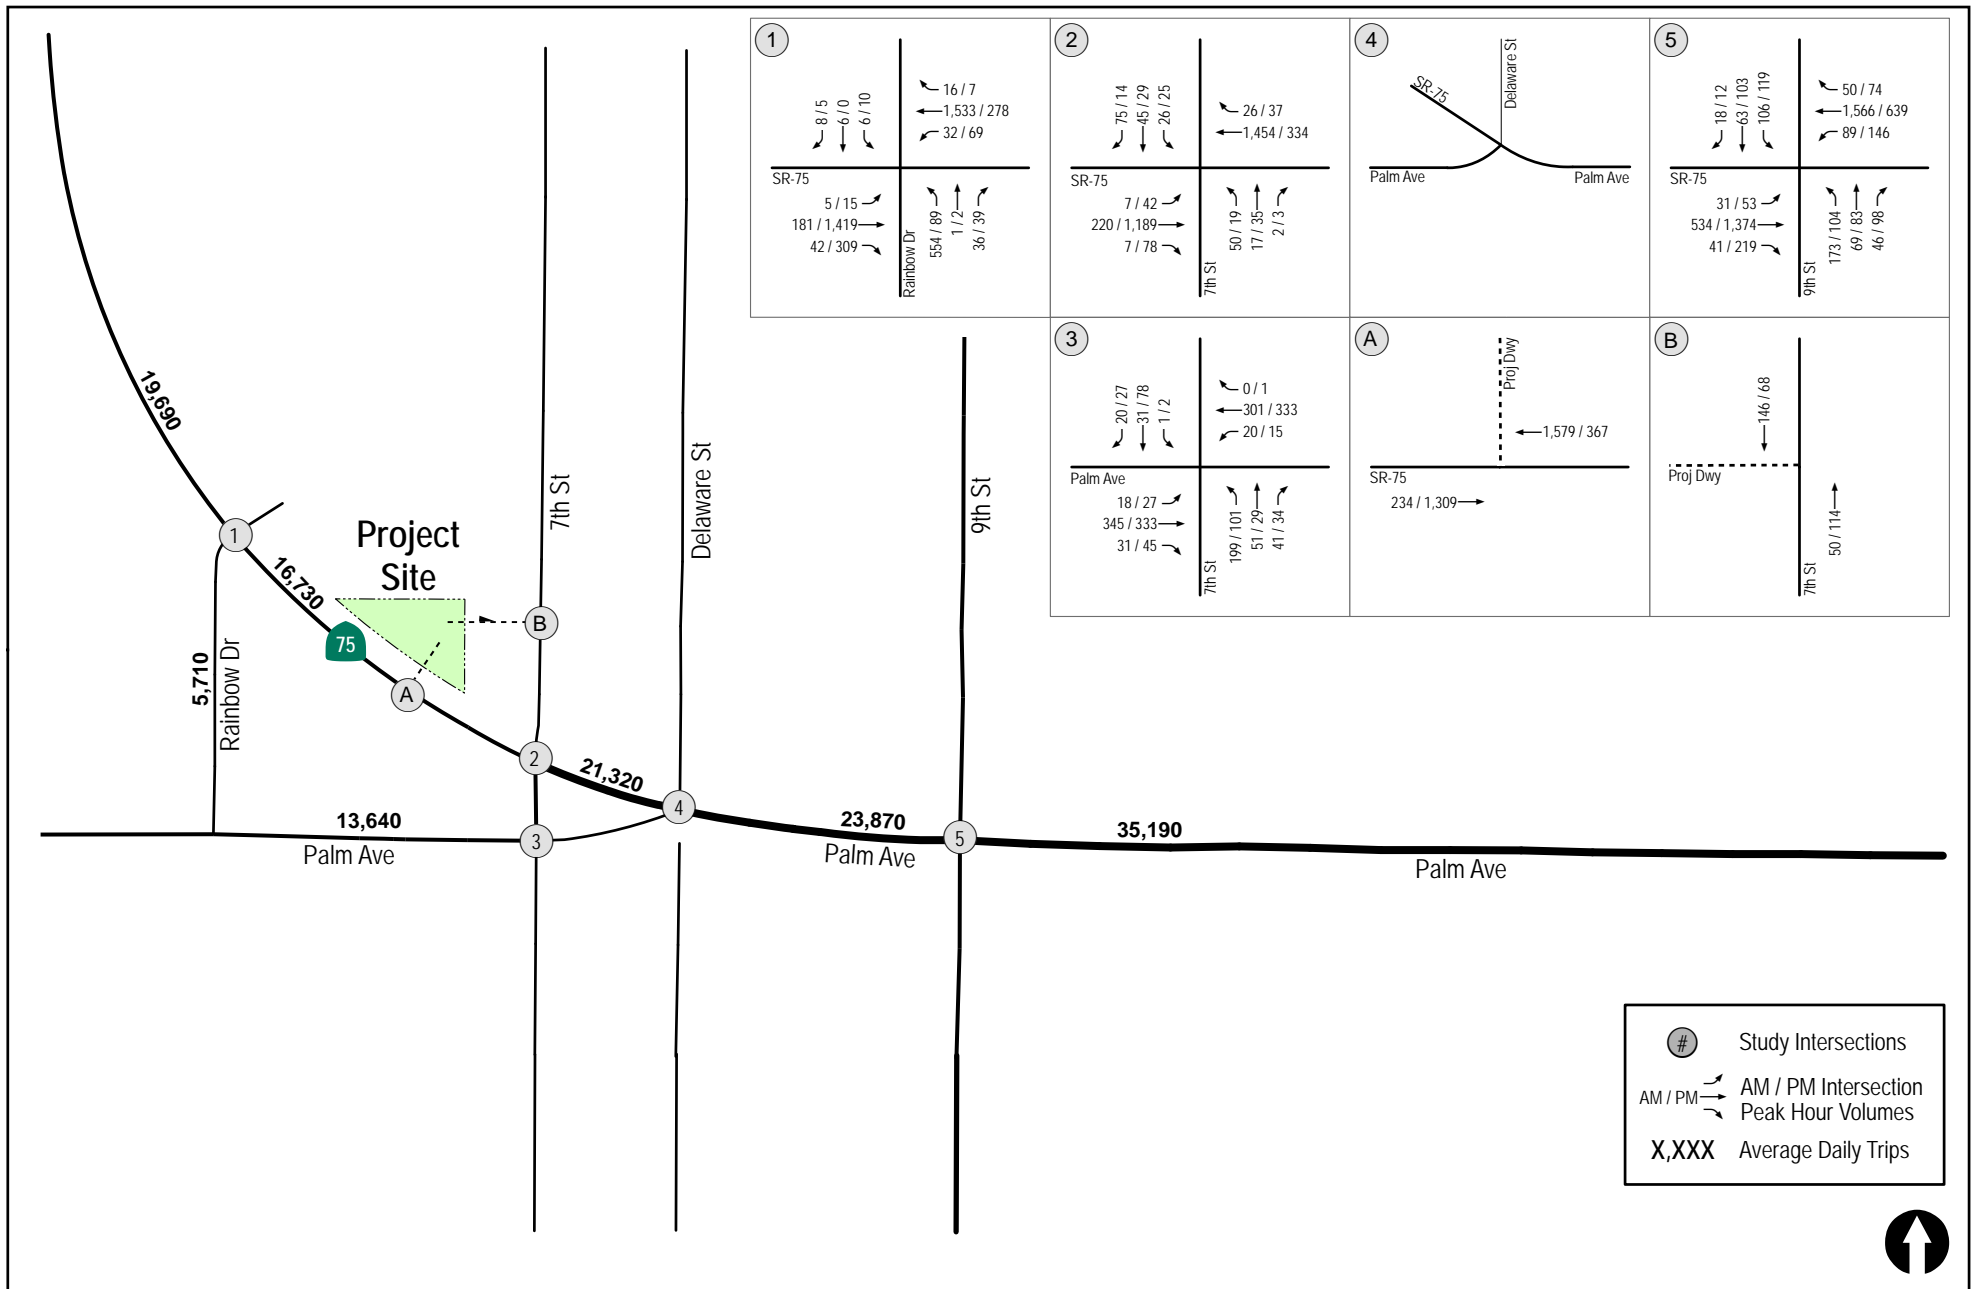 1
8 / 5
6 / 0
6 / 10
16 / 7
1,533 / 278
32 / 69
SR-75
5 / 15
181 / 1,419
42 / 309
Rainbow Dr
554 / 89
1 / 2
36 / 39
2
75 / 14
45 / 29
26 / 25
26 / 37
1,454 / 334
SR-75
7 / 42
220 / 1,189
7 / 78
7th St
50 / 19
17 / 35
2 / 3
4
SR-75
Delaware St
Palm Ave
Palm Ave
5
18 / 12
63 / 103
106 / 119
50 / 74
1,566 / 639
89 / 146
SR-75
31 / 53
534 / 1,374
41 / 219
9th St
173 / 104
69 / 83
46 / 98
3
20 / 27
31 / 78
1 / 2
0 / 1
301 / 333
20 / 15
Palm Ave
18 / 27
345 / 333
31 / 45
7th St
199 / 101
51 / 29
41 / 34
A
Proj Dwy
1,579 / 367
SR-75
234 / 1,309
B
146 / 68
Proj Dwy
50 / 114
7th St
19,690
1
16,730
Project
Site
75
A
B
7th St
Delaware St
9th St
5,710
Rainbow Dr
2
21,320
4
13,640
Palm Ave
3
23,870
Palm Ave
5
35,190
Palm Ave
# Study Intersections
AM / PM AM / PM Intersection
Peak Hour Volumes
X,XXX Average Daily Trips